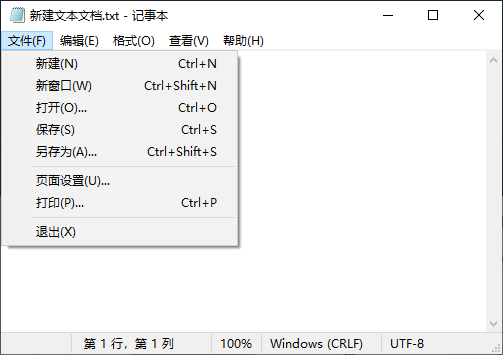 新建文本文档.txt - 记事本
文件(F) 编辑(E) 格式(O) 查看(V) 帮助(H)
新建(N) Ctrl+N
新窗口(W) Ctrl+Shift+N
打开(O)... Ctrl+O
保存(S) Ctrl+S
另存为(A)... Ctrl+Shift+S
页面设置(U)...
打印(P)... Ctrl+P
退出(X)
第 1 行，第 1 列 100% Windows (CRLF) UTF-8